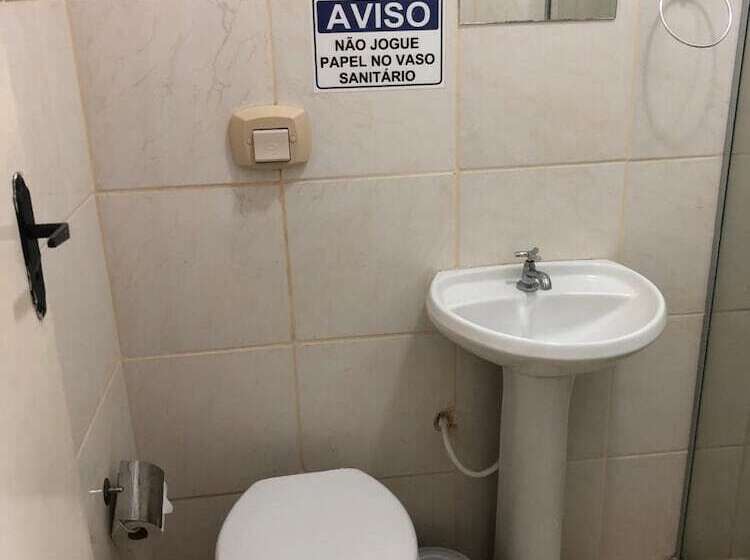 AVISO
NÃO JOGUE
PAPEL NO VASO
SANITÁRIO